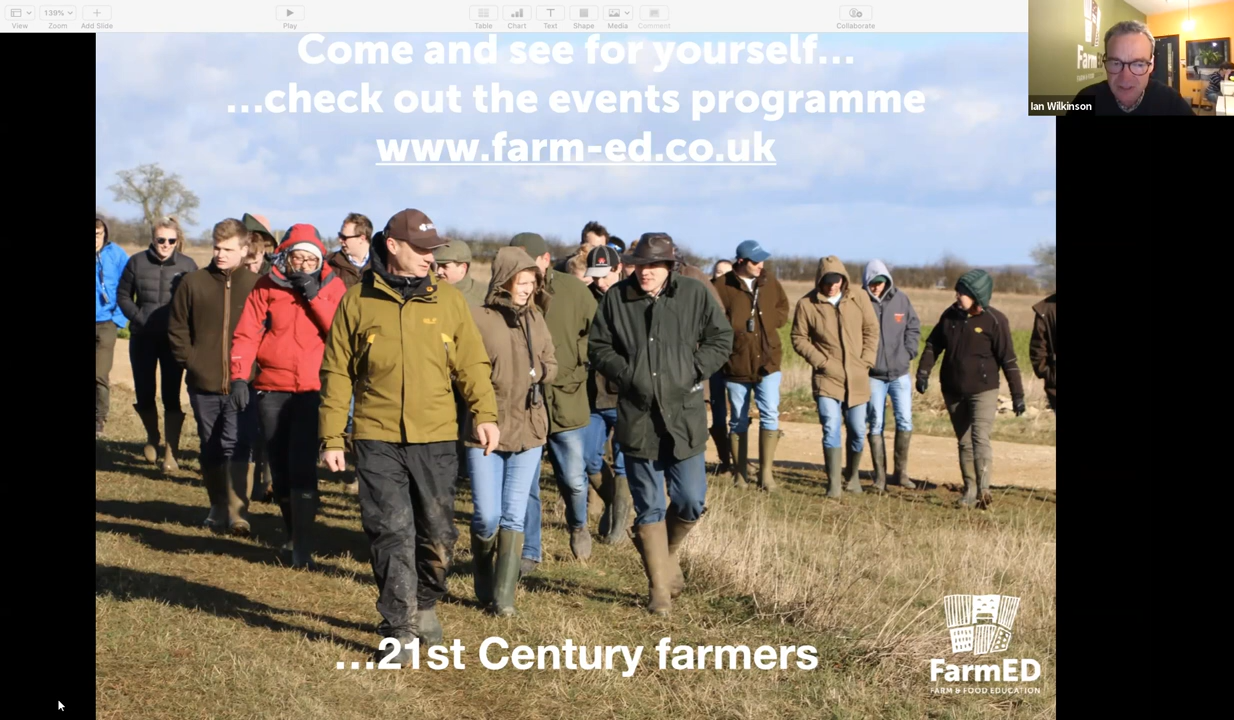 139%
View
Zoom
Add Slide
Play
Table
Chart
Text
Shape
Media
Comment
Collaborate
Come and see for yourself...
...check out the events programme
www.farm-ed.co.uk
Ian Wilkinson
...21st Century farmers
FarmED
FARM & FOOD EDUCATION